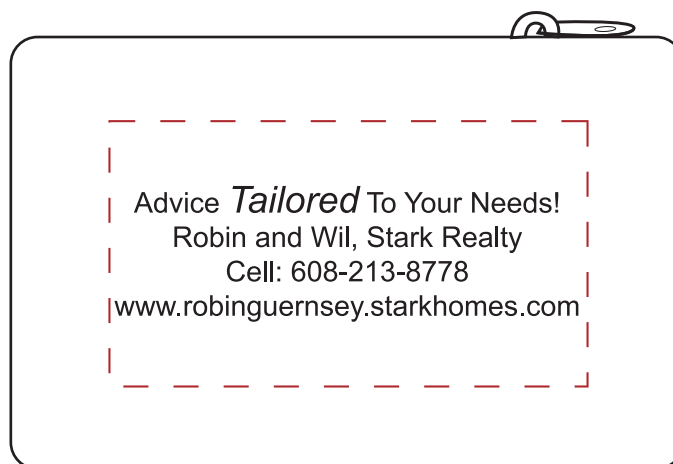 Advice Tailored To Your Needs!
Robin and Wil, Stark Realty
Cell: 608-213-8778
www.robinguernsey.starkhomes.com